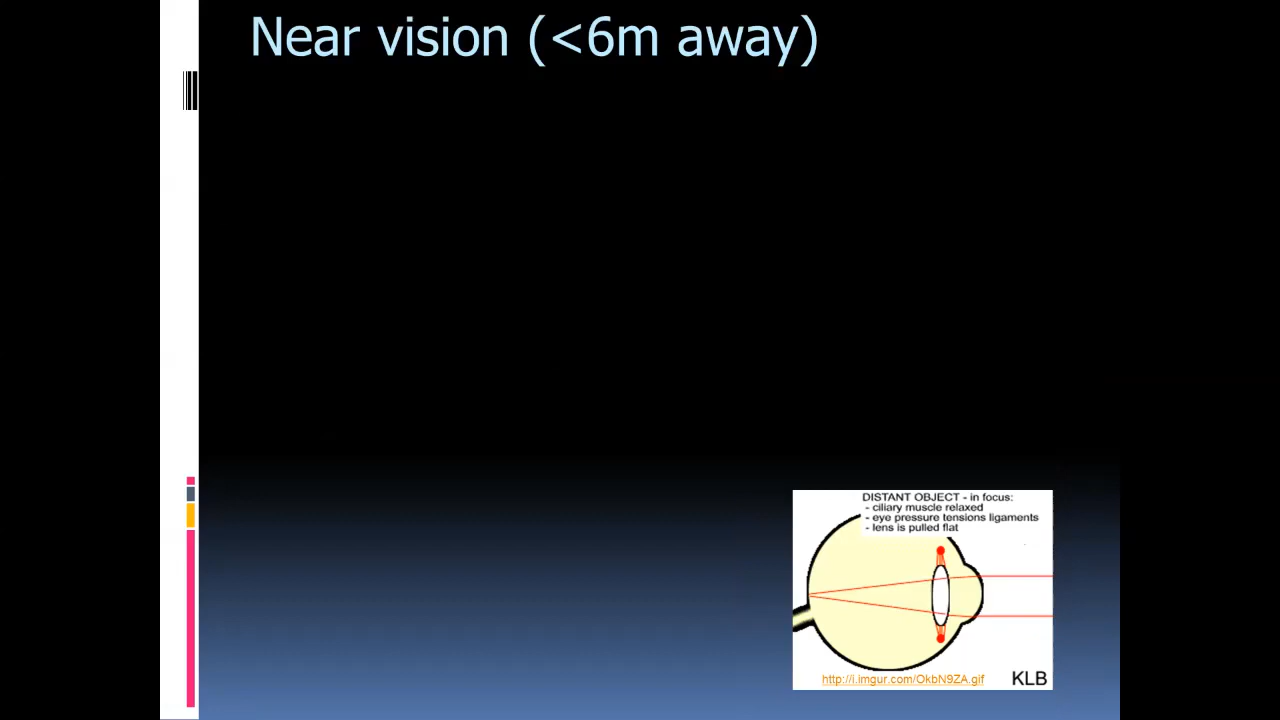 Near vision (<6m away)
DISTANT OBJECT - in focus:
- ciliary muscle relaxed
- eye pressure tensions ligaments
- lens is pulled flat
http://i.imgur.com/OkbN9ZA.gif
KLB